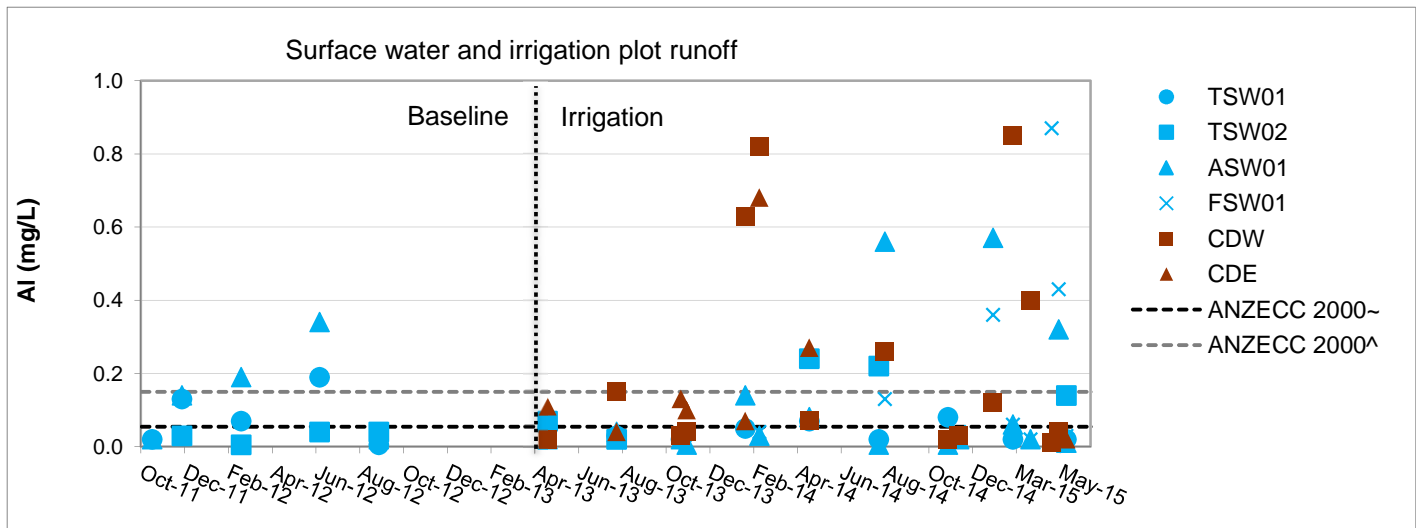 Surface water and irrigation plot runoff
Al (mg/L)
1.0
0.8
0.6
0.4
0.2
0.0
Baseline
Irrigation
Oct-11
Dec-11
Feb-12
Apr-12
Jun-12
Aug-12
Oct-12
Dec-12
Feb-13
Apr-13
Jun-13
Aug-13
Oct-13
Dec-13
Feb-14
Apr-14
Jun-14
Aug-14
Oct-14
Dec-14
Mar-15
May-15
TSW01
TSW02
ASW01
FSW01
CDW
CDE
ANZECC 2000~
ANZECC 2000^